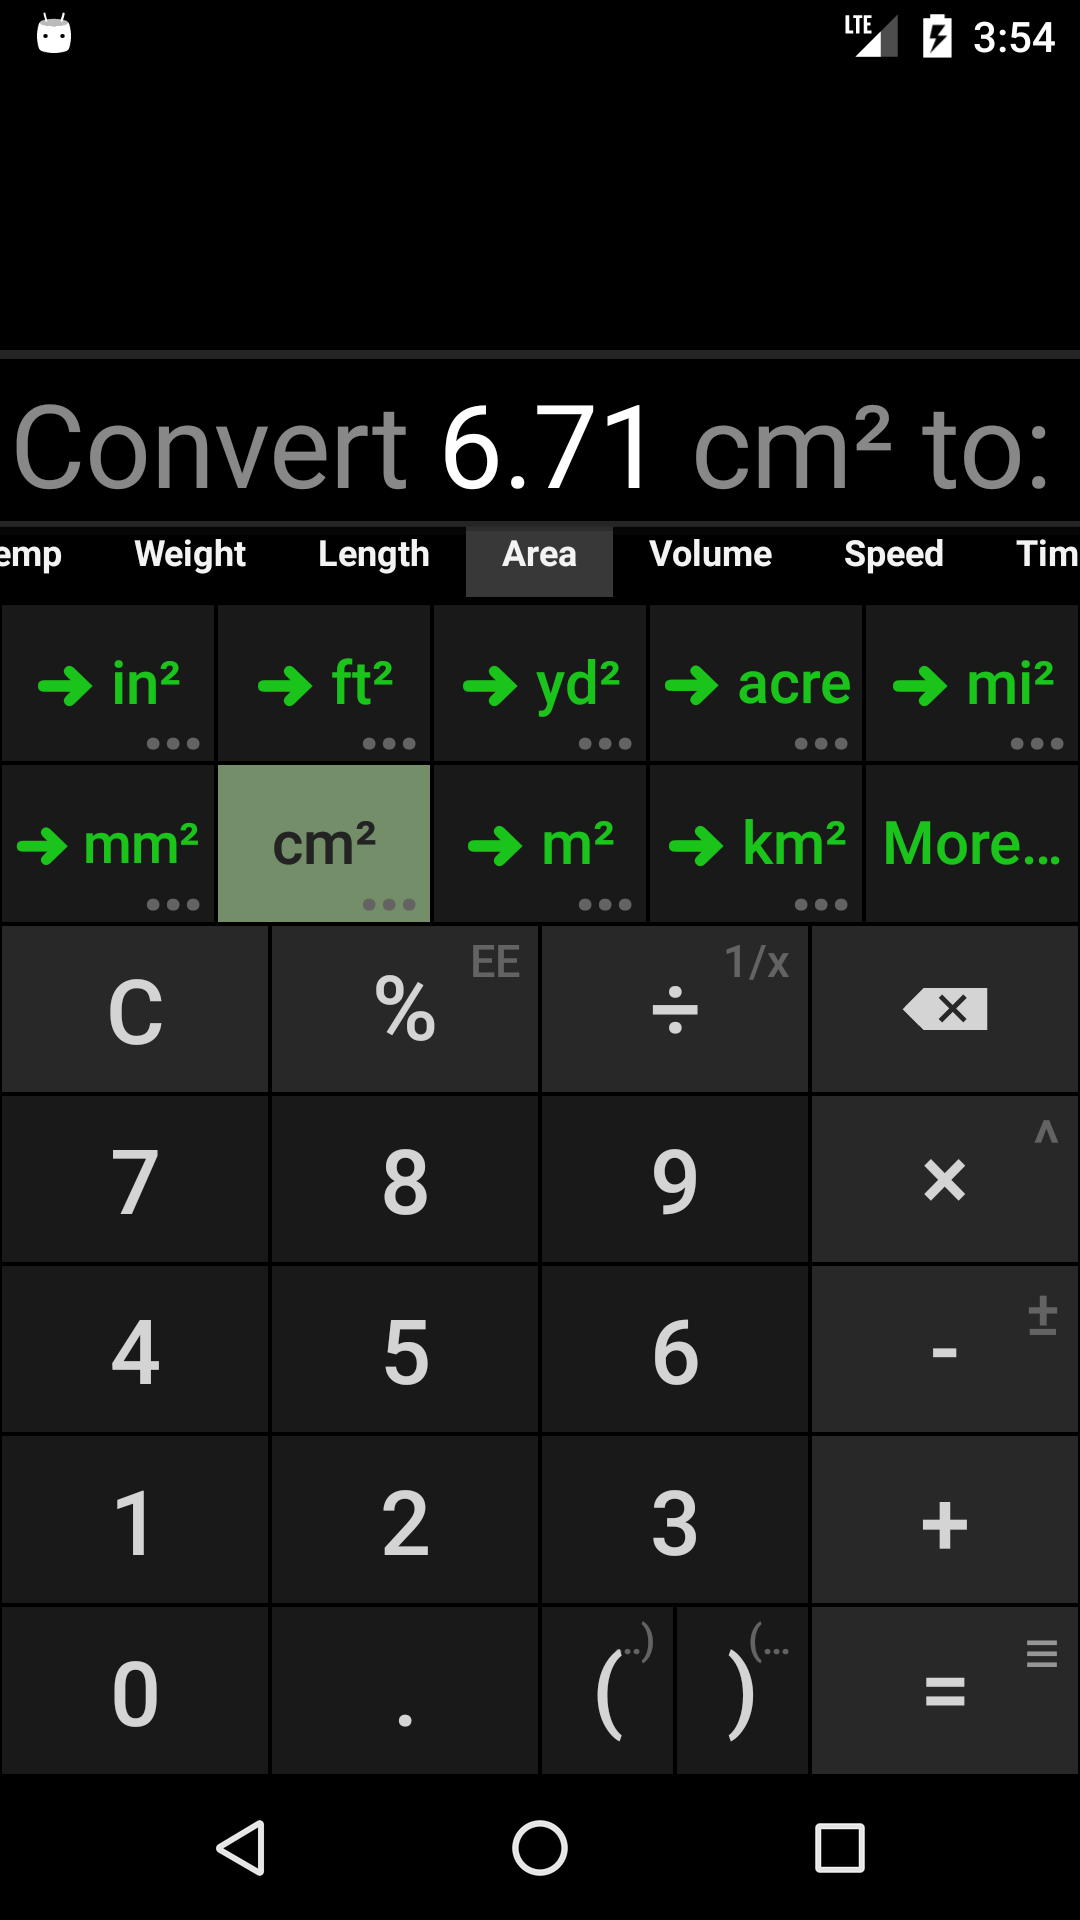 LTE 3:54
Convert 6.71 cm² to:
emp Weight Length Area Volume Speed Tim
➔ in² ➔ ft² ➔ yd² ➔ acre ➔ mi²
➔ mm² cm² ➔ m² ➔ km² More...
C % EE ÷ 1/x
7 8 9 × ^
4 5 6 - ±
1 2 3 +
0 . ( ..) ) (... = ≡